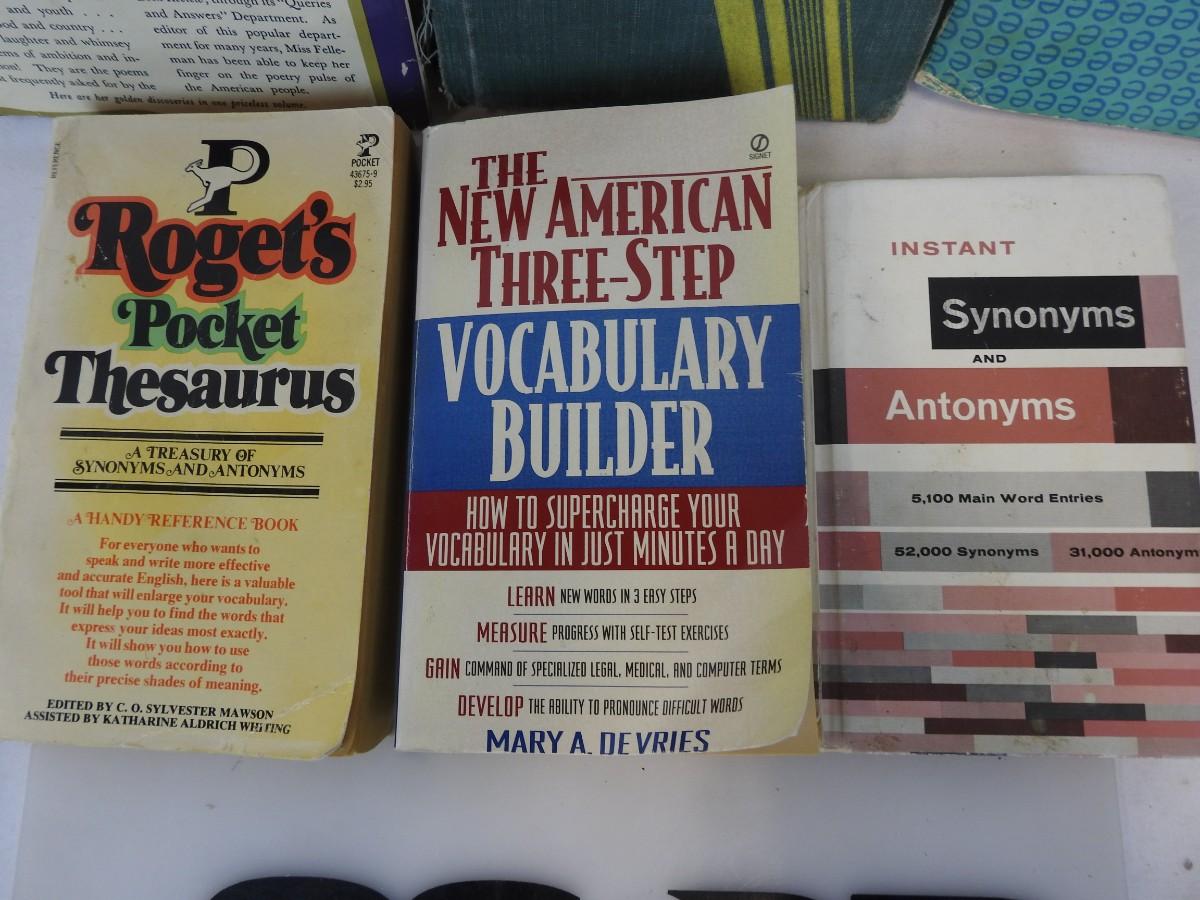 and youth . . .
od and country . . .
laughter and whimsey
ems of ambition and in-
on! They are the poems
t frequently asked for by the
through its "Queries
and Answers" Department. As
editor of this popular depart-
ment for many years, Miss Felle-
man has been able to keep her
finger on the poetry pulse of
the American people.
Here are her golden discoveries in one priceless volume.
REFERENCE
P
POCKET
43675-9
$2.95
Roget's
Pocket
Thesaurus
A TREASURY OF
SYNONYMS AND ANTONYMS
A HANDY REFERENCE BOOK
For everyone who wants to
speak and write more effective
and accurate English, here is a valuable
tool that will enlarge your vocabulary.
It will help you to find the words that
express your ideas most exactly.
It will show you how to use
those words according to
their precise shades of meaning.
EDITED BY C. O. SYLVESTER MAWSON
ASSISTED BY KATHARINE ALDRICH WHITING
SIGNET
THE
NEW AMERICAN
THREE-STEP
VOCABULARY
BUILDER
HOW TO SUPERCHARGE YOUR
VOCABULARY IN JUST MINUTES A DAY
LEARN NEW WORDS IN 3 EASY STEPS
MEASURE PROGRESS WITH SELF-TEST EXERCISES
GAIN COMMAND OF SPECIALIZED LEGAL, MEDICAL, AND COMPUTER TERMS
DEVELOP THE ABILITY TO PRONOUNCE DIFFICULT WORDS
MARY A. DEVRIES
INSTANT
Synonyms
AND
Antonyms
5,100 Main Word Entries
52,000 Synonyms 31,000 Antonym